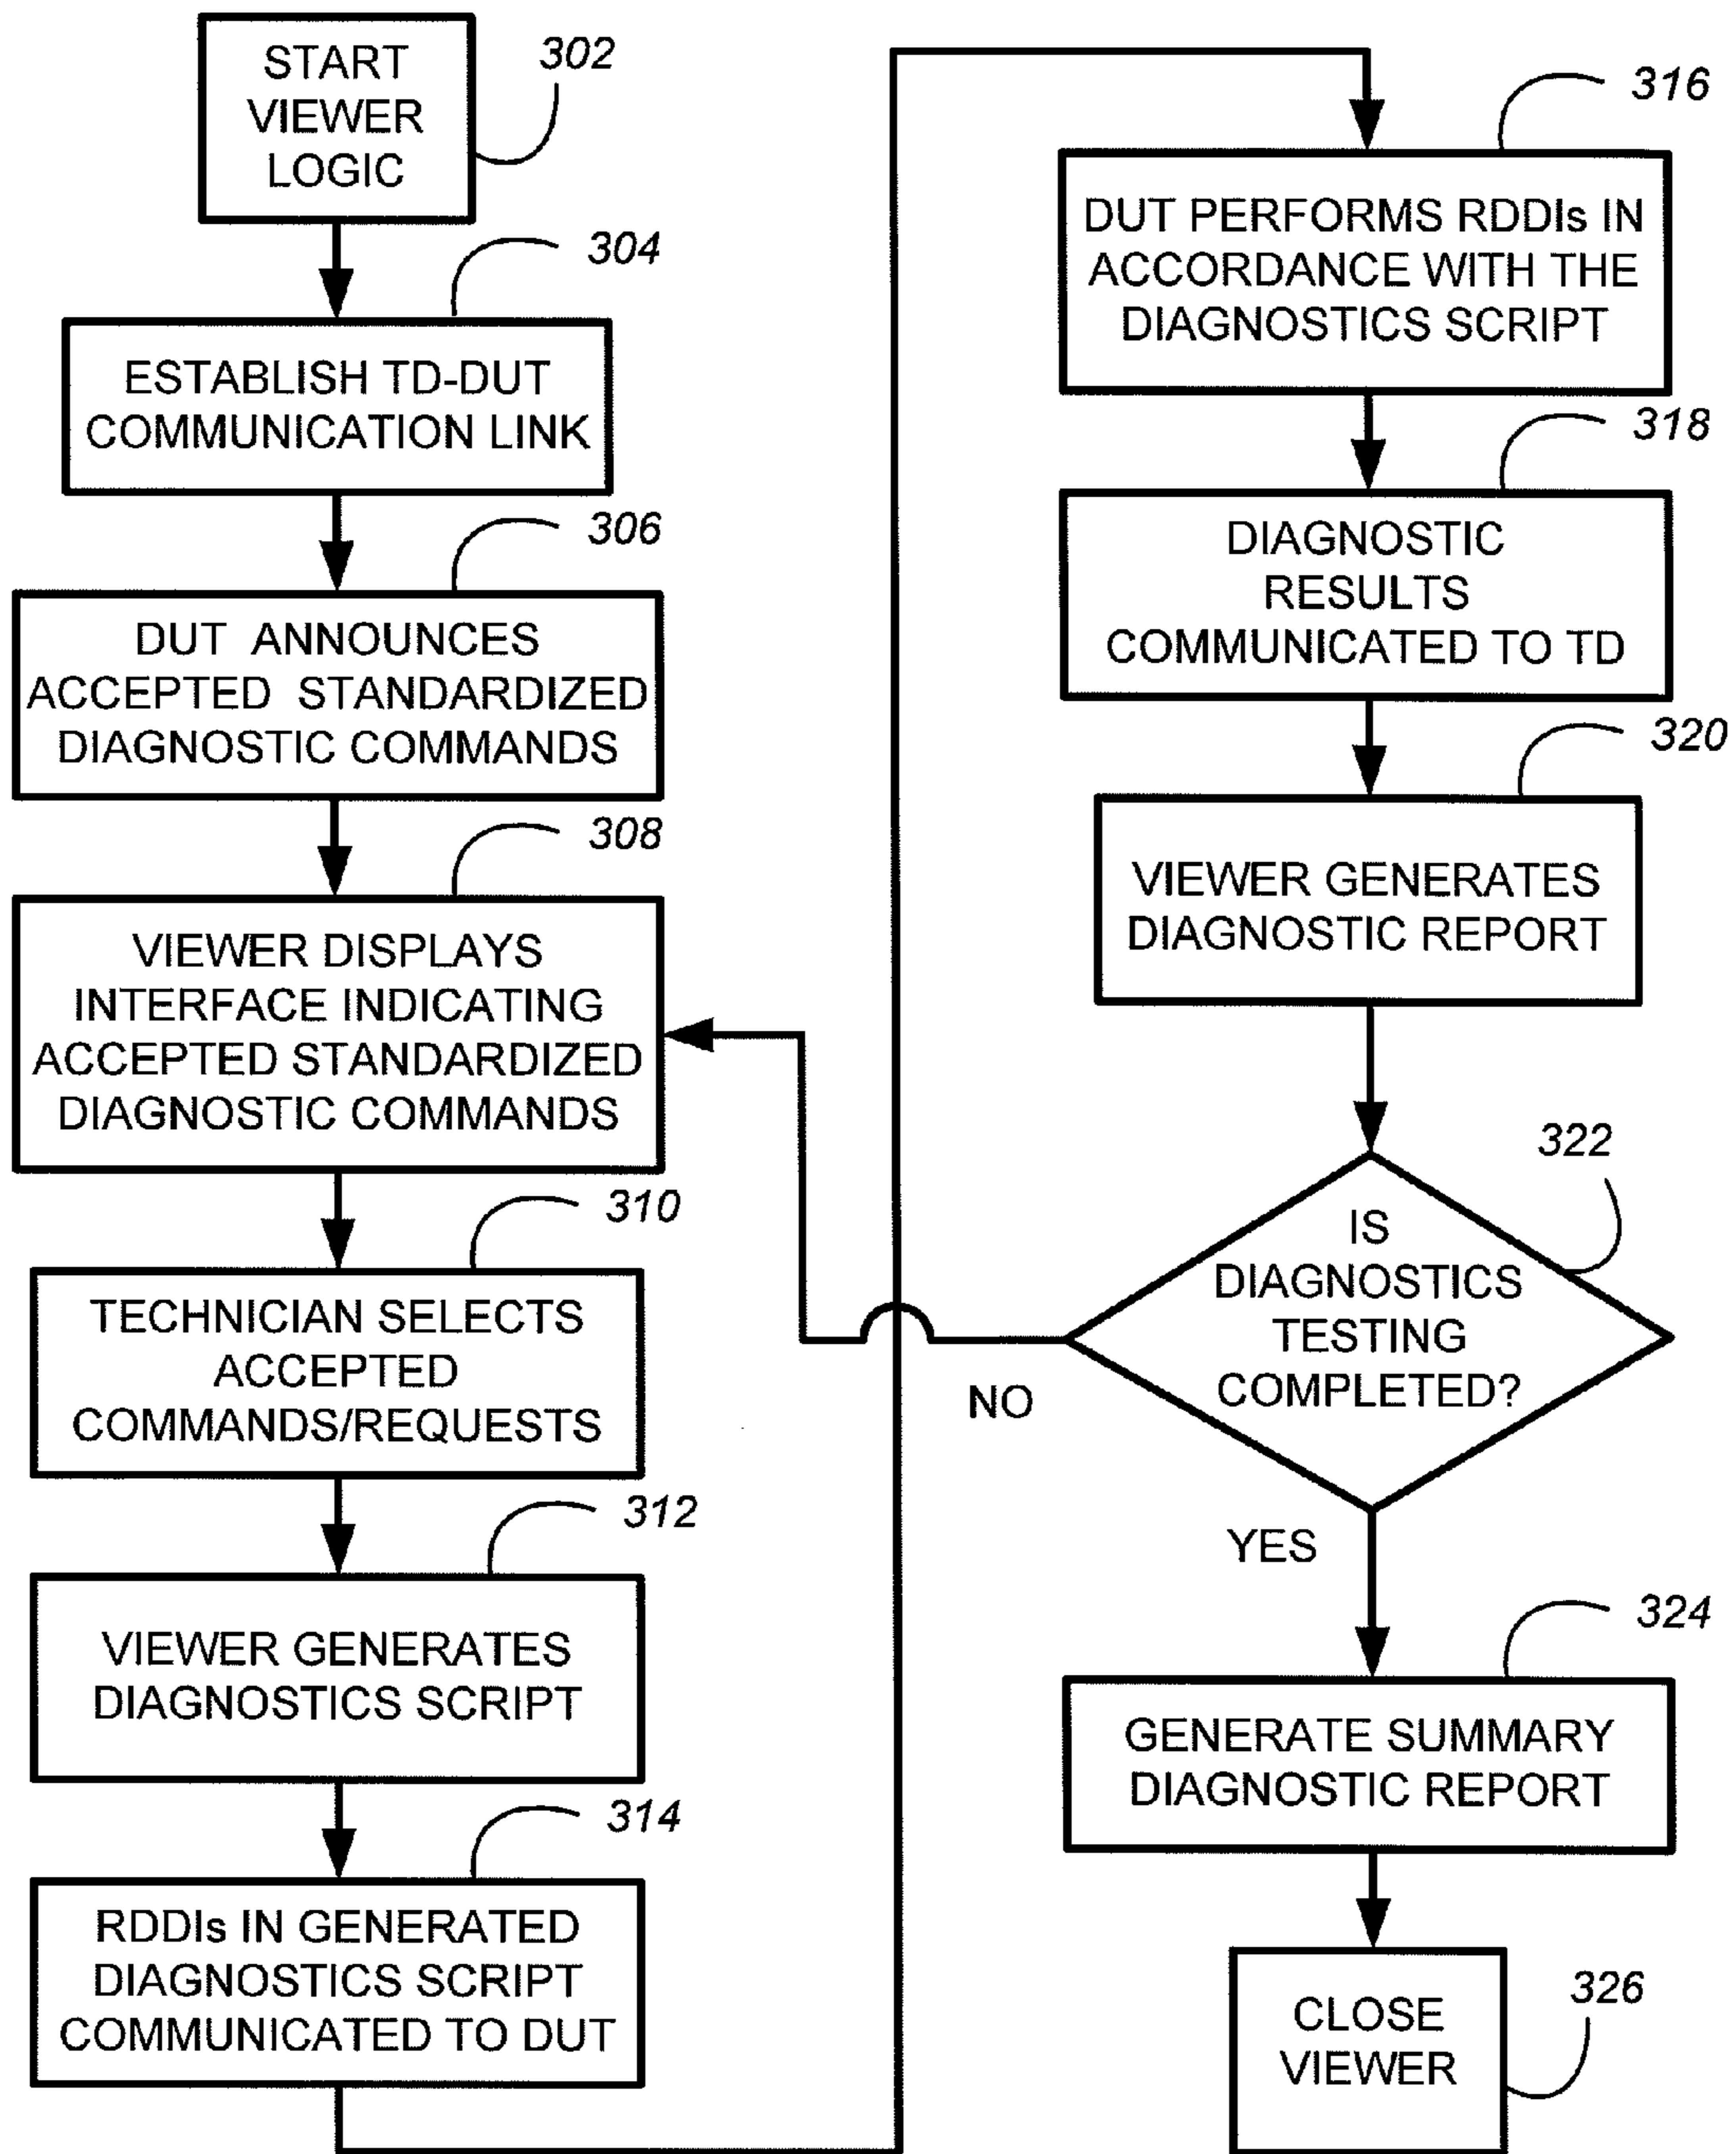 START
VIEWER
LOGIC
302
304
ESTABLISH TD-DUT
COMMUNICATION LINK
306
DUT ANNOUNCES
ACCEPTED STANDARDIZED
DIAGNOSTIC COMMANDS
308
VIEWER DISPLAYS
INTERFACE INDICATING
ACCEPTED STANDARDIZED
DIAGNOSTIC COMMANDS
310
TECHNICIAN SELECTS
ACCEPTED
COMMANDS/REQUESTS
312
VIEWER GENERATES
DIAGNOSTICS SCRIPT
314
RDDIs IN GENERATED
DIAGNOSTICS SCRIPT
COMMUNICATED TO DUT
316
DUT PERFORMS RDDIs IN
ACCORDANCE WITH THE
DIAGNOSTICS SCRIPT
318
DIAGNOSTIC
RESULTS
COMMUNICATED TO TD
320
VIEWER GENERATES
DIAGNOSTIC REPORT
322
IS
DIAGNOSTICS
TESTING
COMPLETED?
NO
YES
324
GENERATE SUMMARY
DIAGNOSTIC REPORT
326
CLOSE
VIEWER